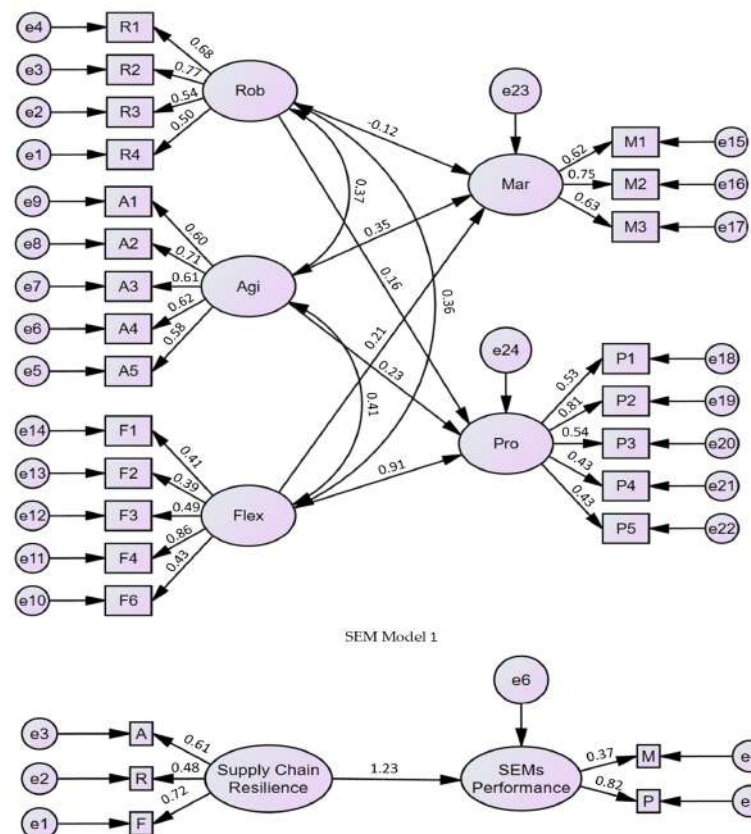 e4 R1 0.68
e3 R2 0.77
e2 R3 0.54
e1 R4 0.50
Rob
e9 A1 0.60
e8 A2 0.71
e7 A3 0.61
e6 A4 0.62
e5 A5 0.58
Agi
e14 F1 0.41
e13 F2 0.39
e12 F3 0.49
e11 F4 0.86
e10 F6 0.43
Flex
-0.12
0.37
0.35
0.16
0.36
0.21
0.23
0.41
0.91
e23
Mar
0.62 M1 e15
0.75 M2 e16
0.63 M3 e17
e24
Pro
0.53 P1 e18
0.81 P2 e19
0.54 P3 e20
0.43 P4 e21
0.43 P5 e22
SEM Model 1
e3 A 0.61
e2 R 0.48
e1 F 0.72
Supply Chain
Resilience
1.23
e6
SEMs
Performance
0.37 M
0.82 P